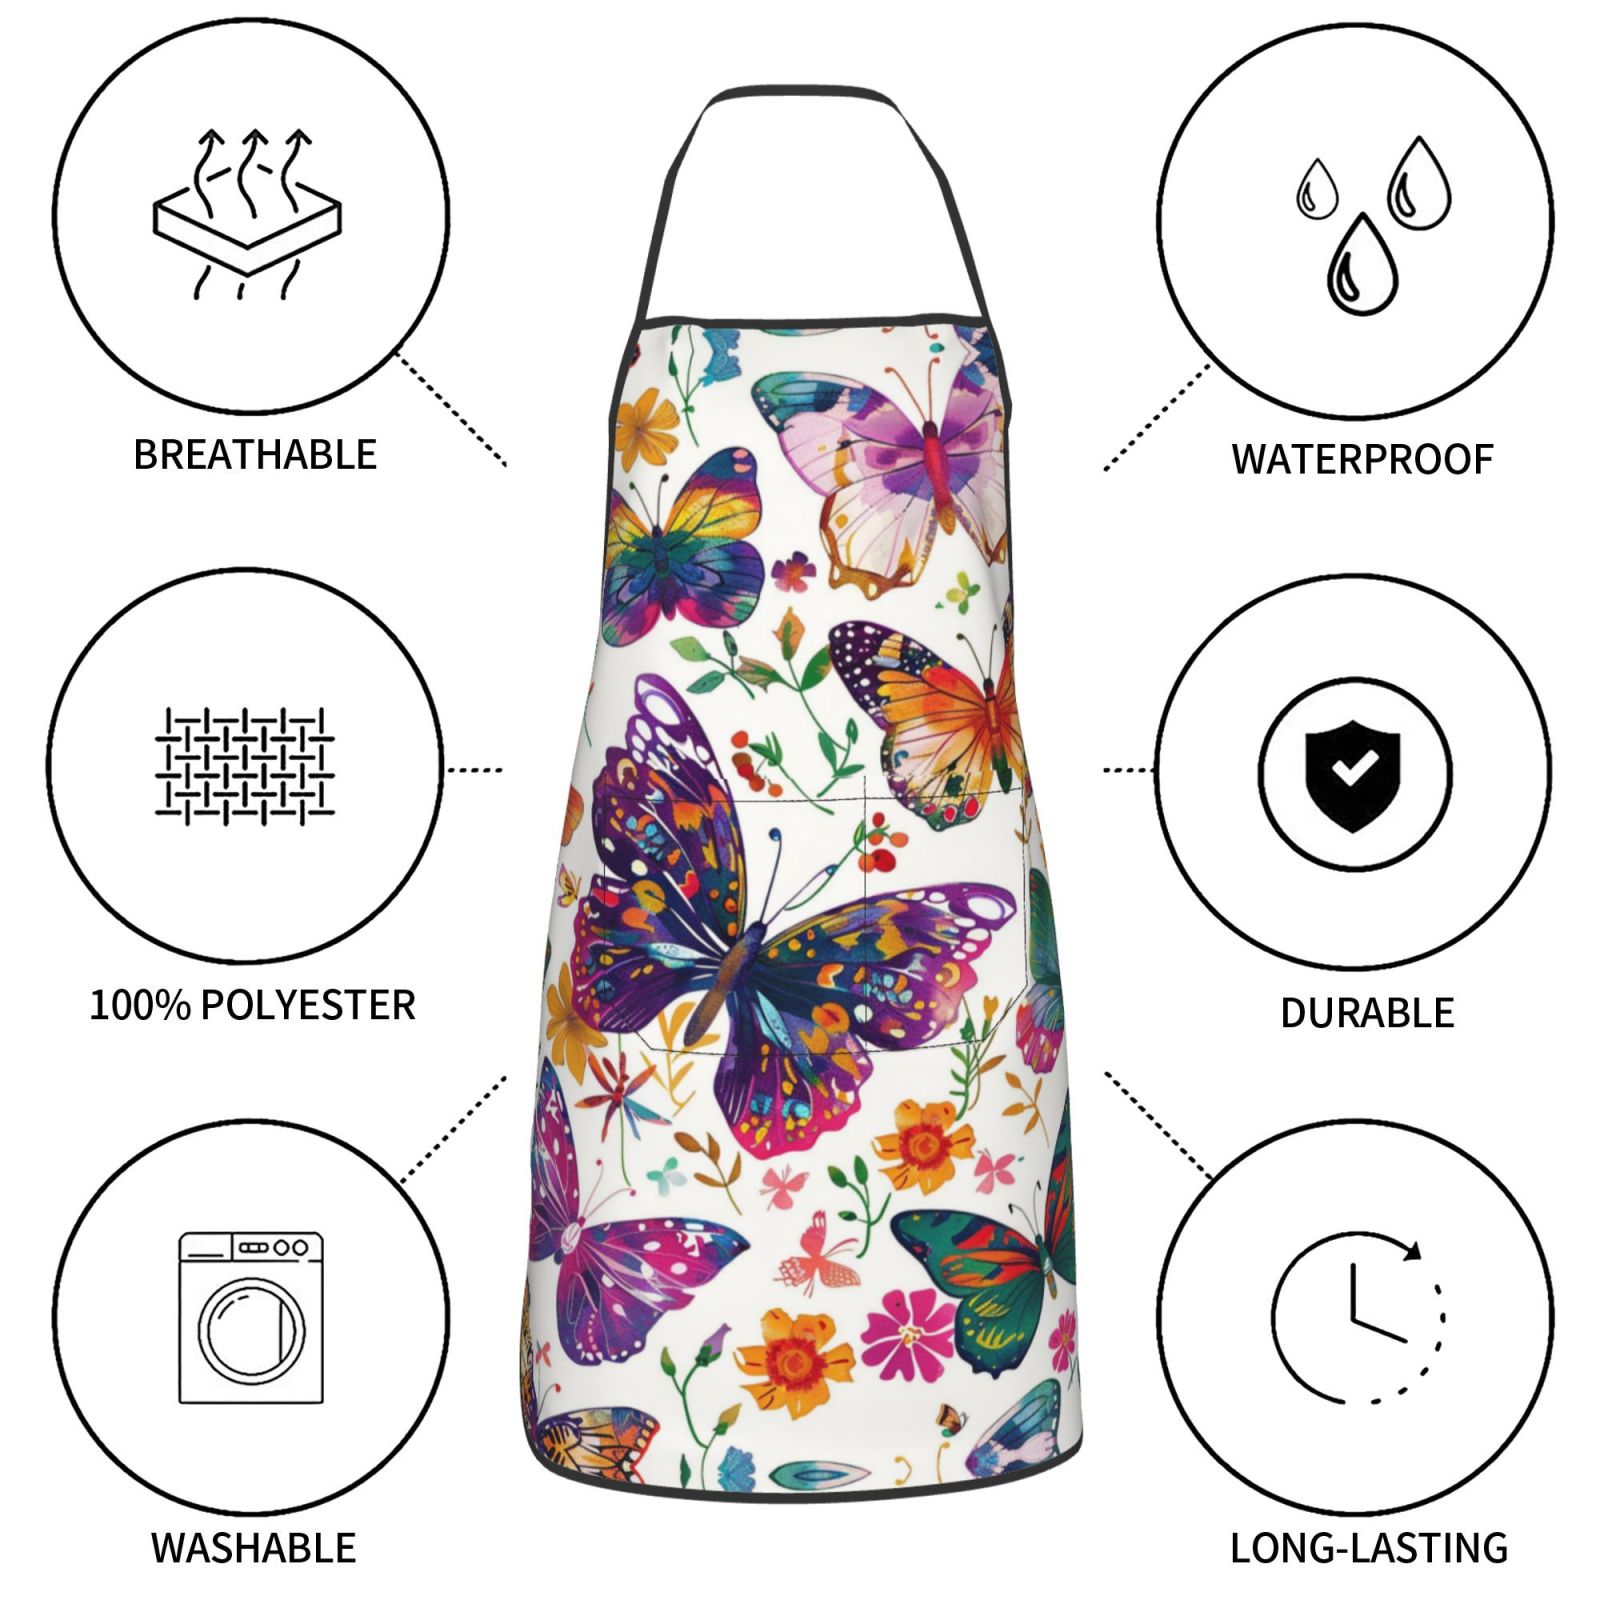 BREATHABLE
WATERPROOF
100% POLYESTER
DURABLE
WASHABLE
LONG-LASTING